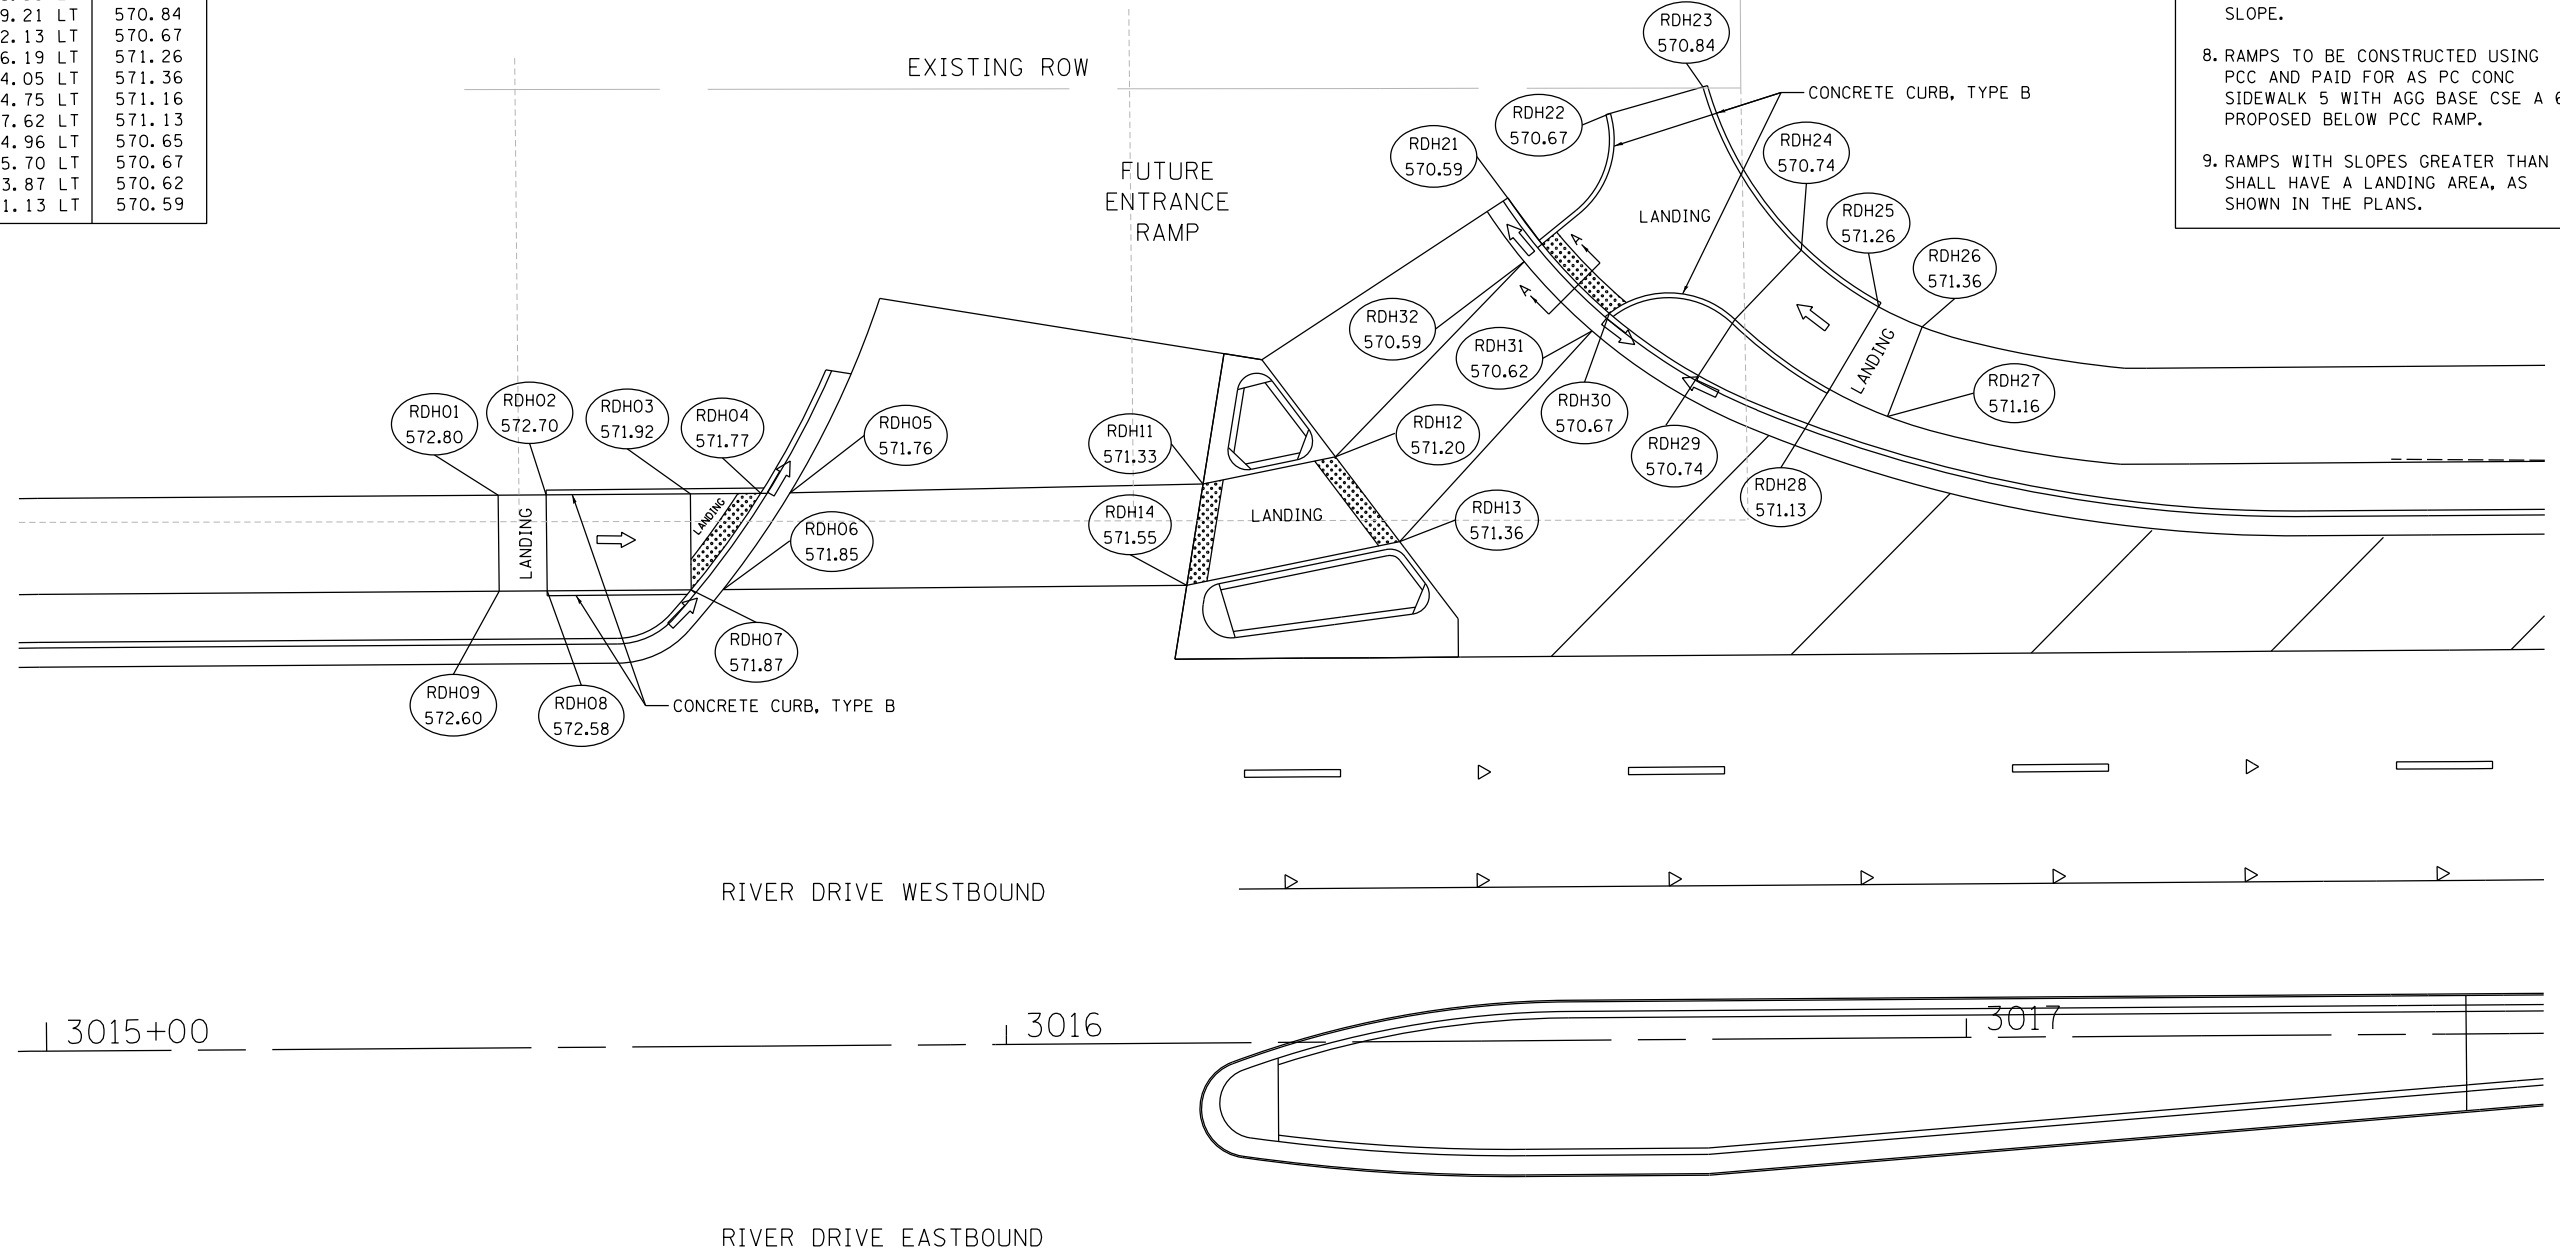 9.21 LT 570.84
2.13 LT 570.67
6.19 LT 571.26
4.05 LT 571.36
4.75 LT 571.16
7.62 LT 571.13
4.96 LT 570.65
5.70 LT 570.67
3.87 LT 570.62
1.13 LT 570.59
SLOPE.
8. RAMPS TO BE CONSTRUCTED USING
PCC AND PAID FOR AS PC CONC
SIDEWALK 5 WITH AGG BASE CSE A 6
PROPOSED BELOW PCC RAMP.
9. RAMPS WITH SLOPES GREATER THAN
SHALL HAVE A LANDING AREA, AS
SHOWN IN THE PLANS.
EXISTING ROW
FUTURE
ENTRANCE
RAMP
RDH23
570.84
CONCRETE CURB, TYPE B
RDH22
570.67
RDH21
570.59
RDH24
570.74
LANDING
RDH25
571.26
RDH26
571.36
A
A
RDH32
570.59
RDH31
570.62
LANDING
RDH27
571.16
RDH30
570.67
RDH29
570.74
RDH28
571.13
RDH01
572.80
RDH02
572.70
RDH03
571.92
RDH04
571.77
RDH05
571.76
RDH11
571.33
RDH12
571.20
LANDING
LANDING
RDH06
571.85
RDH14
571.55
LANDING
RDH13
571.36
RDH07
571.87
RDH09
572.60
RDH08
572.58
CONCRETE CURB, TYPE B
RIVER DRIVE WESTBOUND
3015+00
3016
3017
RIVER DRIVE EASTBOUND